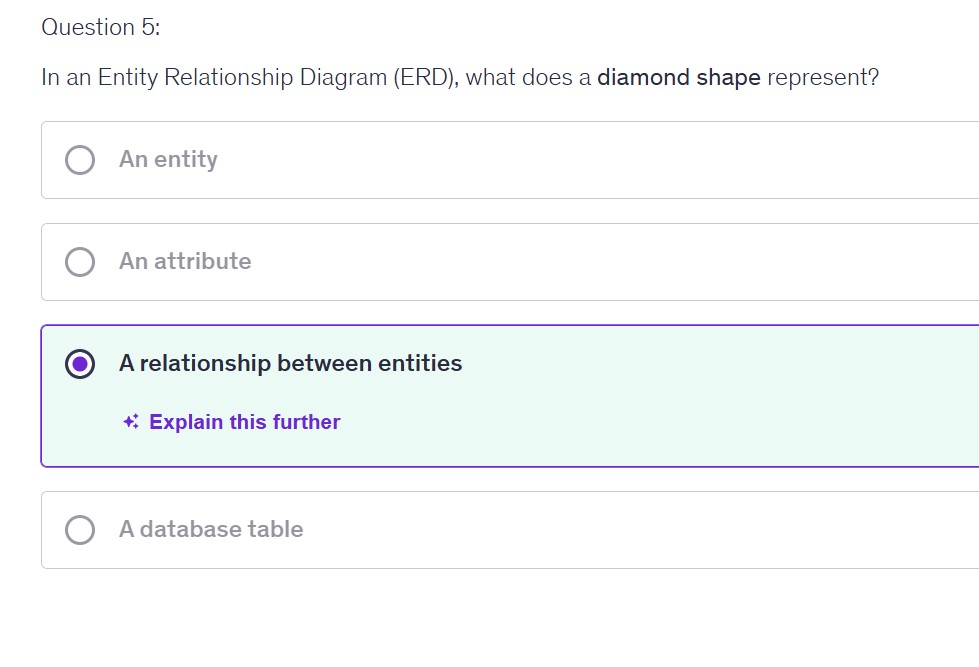 Question 5:
In an Entity Relationship Diagram (ERD), what does a diamond shape represent?
An entity
An attribute
A relationship between entities
Explain this further
A database table